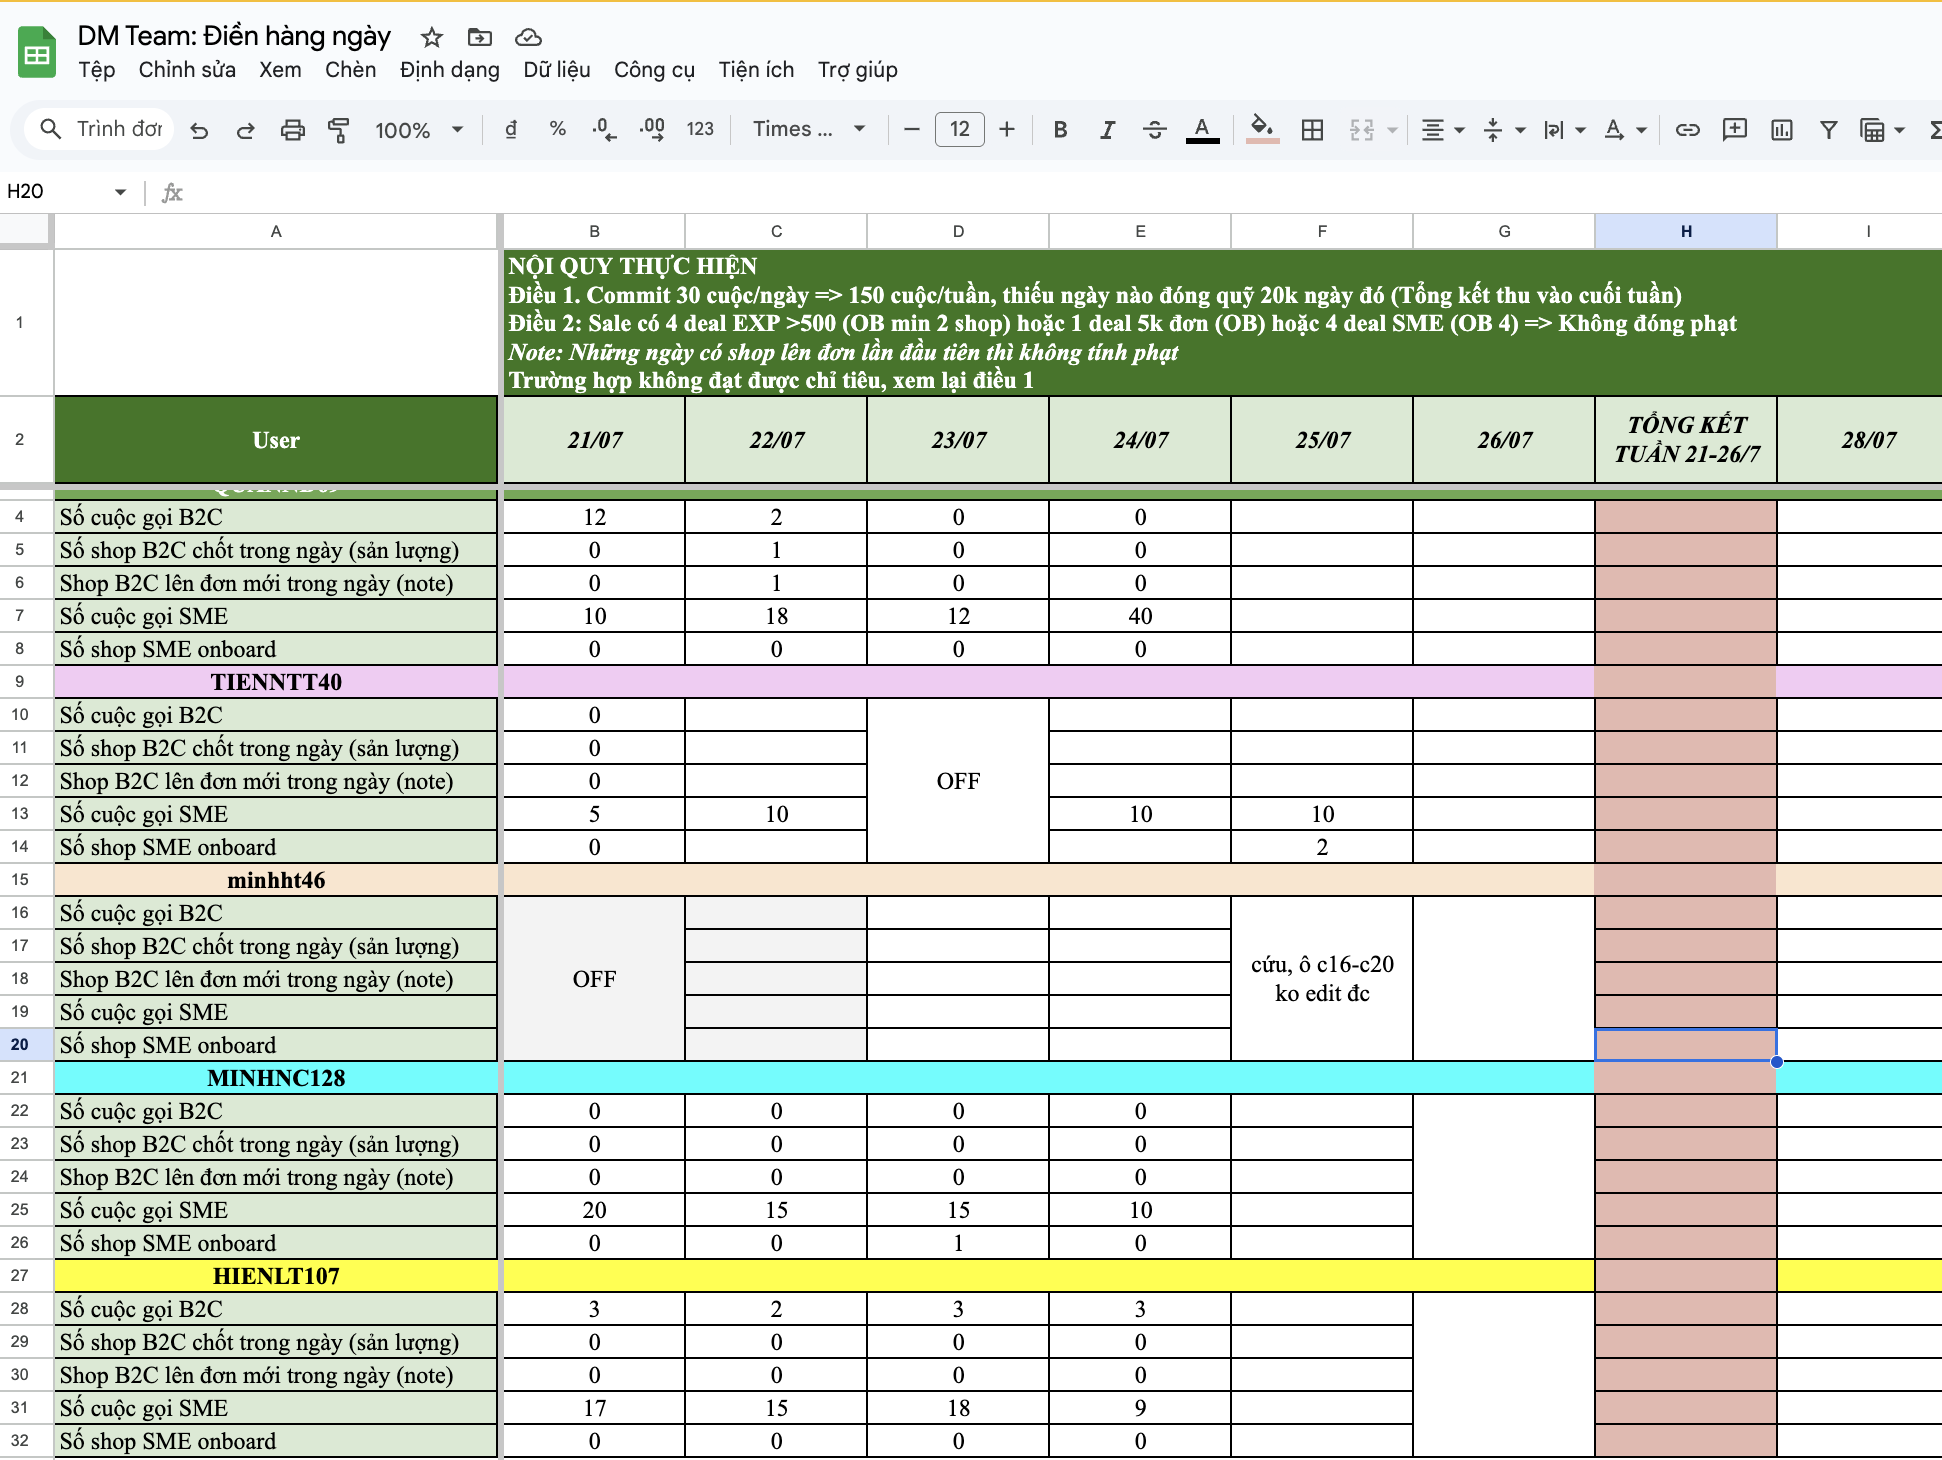 DM Team: Điền hàng ngày
Tệp Chỉnh sửa Xem Chèn Định dạng Dữ liệu Công cụ Tiện ích Trợ giúp
Trình đơn 100% đ % .0 .00 123 Times ... 12 B I A
H20 fx
A B C D E F G H I
1
NỘI QUY THỰC HIỆN
Điều 1. Commit 30 cuộc/ngày => 150 cuộc/tuần, thiếu ngày nào đóng quỹ 20k ngày đó (Tổng kết thu vào cuối tuần)
Điều 2: Sale có 4 deal EXP >500 (OB min 2 shop) hoặc 1 deal 5k đơn (OB) hoặc 4 deal SME (OB 4) => Không đóng phạt
Note: Những ngày có shop lên đơn lần đầu tiên thì không tính phạt
Trường hợp không đạt được chỉ tiêu, xem lại điều 1
2 User 21/07 22/07 23/07 24/07 25/07 26/07 TỔNG KẾT TUẦN 21-26/7 28/07
4 Số cuộc gọi B2C 12 2 0 0
5 Số shop B2C chốt trong ngày (sản lượng) 0 1 0 0
6 Shop B2C lên đơn mới trong ngày (note) 0 1 0 0
7 Số cuộc gọi SME 10 18 12 40
8 Số shop SME onboard 0 0 0 0
9 TIENNTT40
10 Số cuộc gọi B2C 0
11 Số shop B2C chốt trong ngày (sản lượng) 0
12 Shop B2C lên đơn mới trong ngày (note) 0 OFF
13 Số cuộc gọi SME 5 10 10 10
14 Số shop SME onboard 0 2
15 minhht46
16 Số cuộc gọi B2C
17 Số shop B2C chốt trong ngày (sản lượng)
18 Shop B2C lên đơn mới trong ngày (note) OFF cứu, ô c16-c20 ko edit đc
19 Số cuộc gọi SME
20 Số shop SME onboard
21 MINHNC128
22 Số cuộc gọi B2C 0 0 0 0
23 Số shop B2C chốt trong ngày (sản lượng) 0 0 0 0
24 Shop B2C lên đơn mới trong ngày (note) 0 0 0 0
25 Số cuộc gọi SME 20 15 15 10
26 Số shop SME onboard 0 0 1 0
27 HIENLT107
28 Số cuộc gọi B2C 3 2 3 3
29 Số shop B2C chốt trong ngày (sản lượng) 0 0 0 0
30 Shop B2C lên đơn mới trong ngày (note) 0 0 0 0
31 Số cuộc gọi SME 17 15 18 9
32 Số shop SME onboard 0 0 0 0